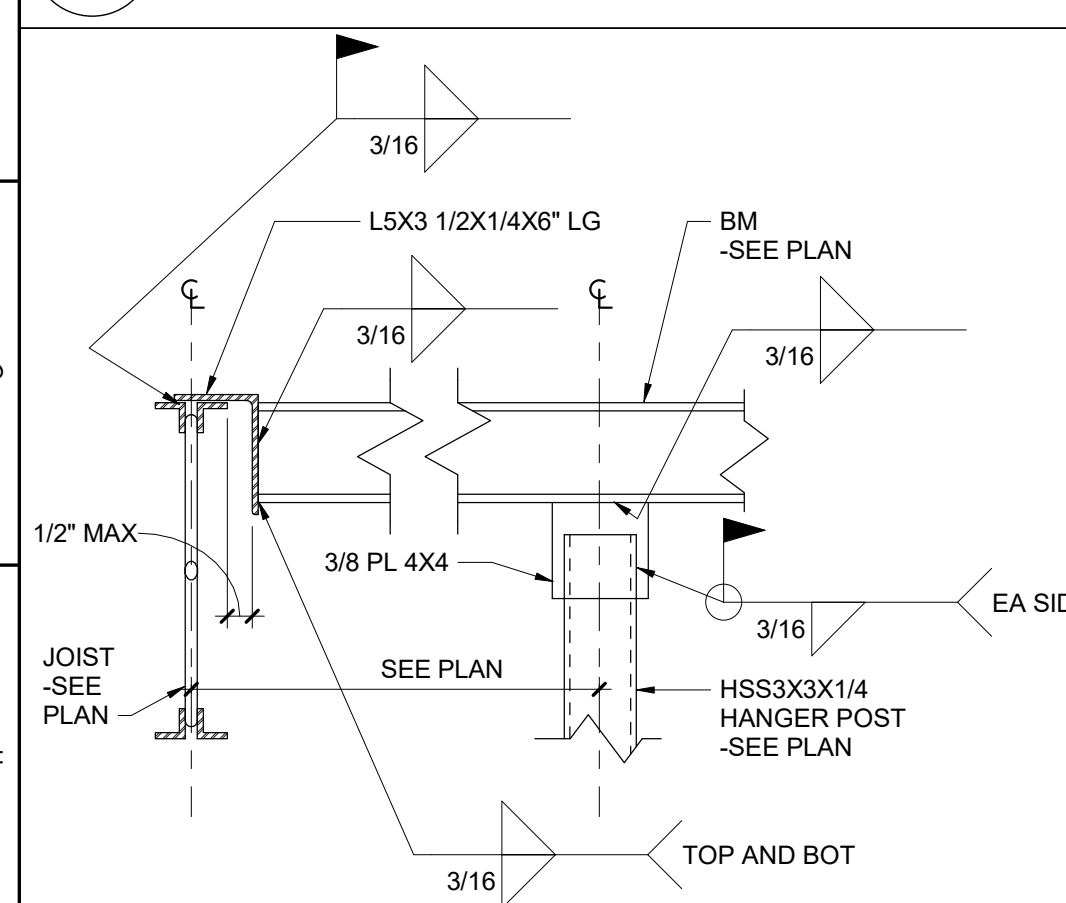 3/16
L5X3 1/2X1/4X6" LG
BM
-SEE PLAN
℄
℄
3/16
3/16
1/2" MAX
3/8 PL 4X4
3/16
EA SID
JOIST
-SEE
PLAN
SEE PLAN
HSS3X3X1/4
HANGER POST
-SEE PLAN
3/16
TOP AND BOT